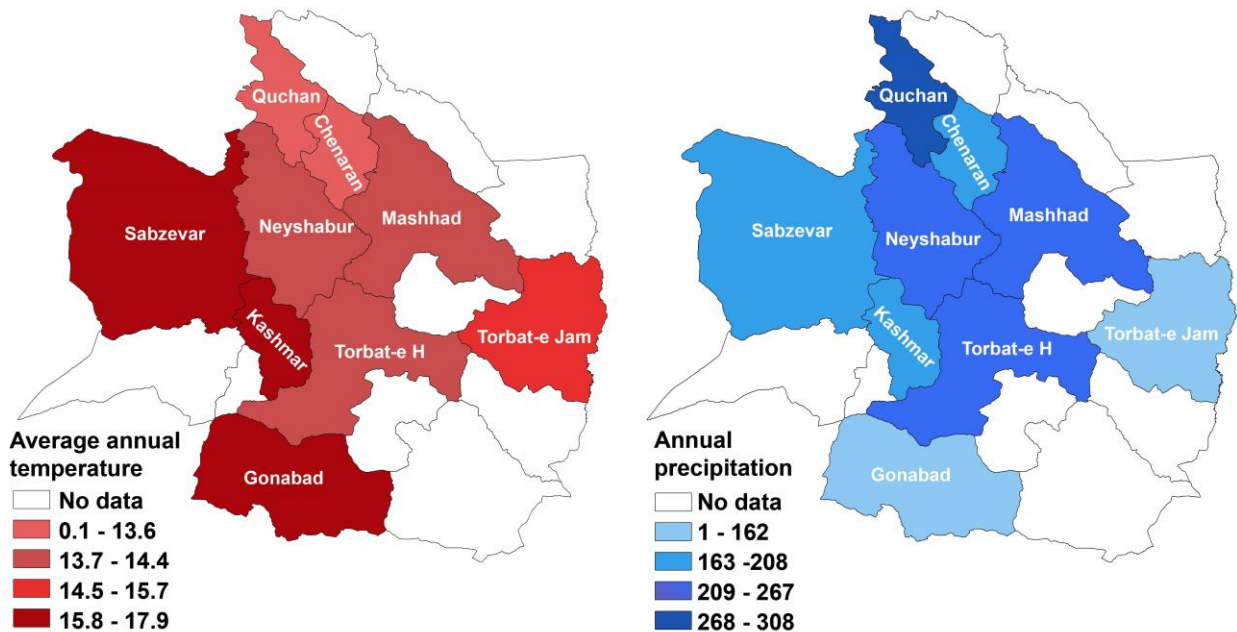 Quchan
Chenaran
Sabzevar
Neyshabur
Mashhad
Kashmar
Torbat-e H
Torbat-e Jam
Gonabad
Average annual
temperature
No data
0.1 - 13.6
13.7 - 14.4
14.5 - 15.7
15.8 - 17.9
Quchan
Chenaran
Sabzevar
Neyshabur
Mashhad
Kashmar
Torbat-e H
Torbat-e Jam
Gonabad
Annual
precipitation
No data
1 - 162
163 -208
209 - 267
268 - 308